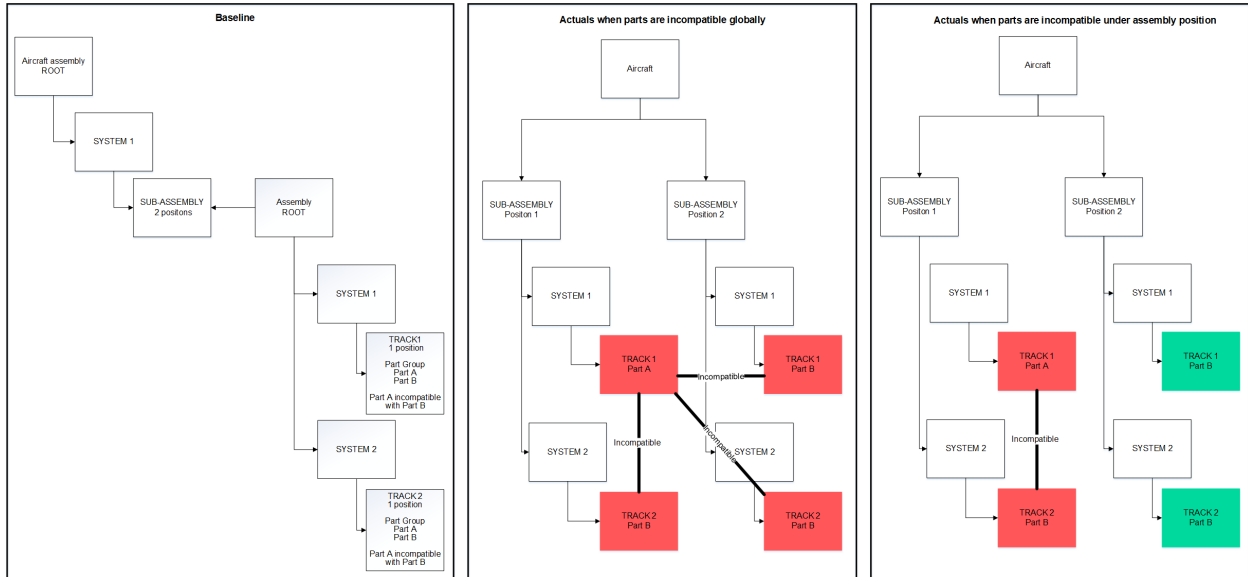 Baseline
Aircraft assembly
ROOT
SYSTEM 1
SUB-ASSEMBLY
2 positons
Assembly
ROOT
SYSTEM 1
TRACK1
1 position
Part Group
Part A
Part B
Part A incompatible
with Part B
SYSTEM 2
TRACK 2
1 position
Part Group
Part A
Part B
Part A incompatible
with Part B
Actuals when parts are incompatible globally
Aircraft
SUB-ASSEMBLY
Positon 1
SUB-ASSEMBLY
Position 2
SYSTEM 1
SYSTEM 1
TRACK 1
Part A
Incompatible
TRACK 1
Part B
Incompatible
Incompatible
SYSTEM 2
SYSTEM 2
TRACK 2
Part B
TRACK 2
Part B
Actuals when parts are incompatible under assembly position
Aircraft
SUB-ASSEMBLY
Positon 1
SUB-ASSEMBLY
Position 2
SYSTEM 1
SYSTEM 1
TRACK 1
Part A
TRACK 1
Part B
Incompatible
SYSTEM 2
SYSTEM 2
TRACK 2
Part B
TRACK 2
Part B